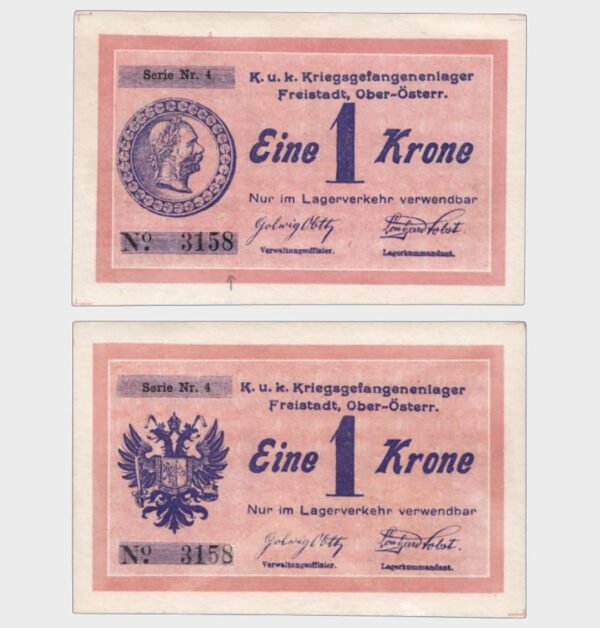 Serie Nr. 4
K. u. k. Kriegsgefangenenlager
Freistadt, Ober-Österr.
Eine 1 Krone
Nur im Lagerverkehr verwendbar
Verwaltungsoffizier. Lagerkommandant.
No. 3158
Serie Nr. 4
K. u. k. Kriegsgefangenenlager
Freistadt, Ober-Österr.
Eine 1 Krone
Nur im Lagerverkehr verwendbar
Verwaltungsoffizier. Lagerkommandant.
No. 3158